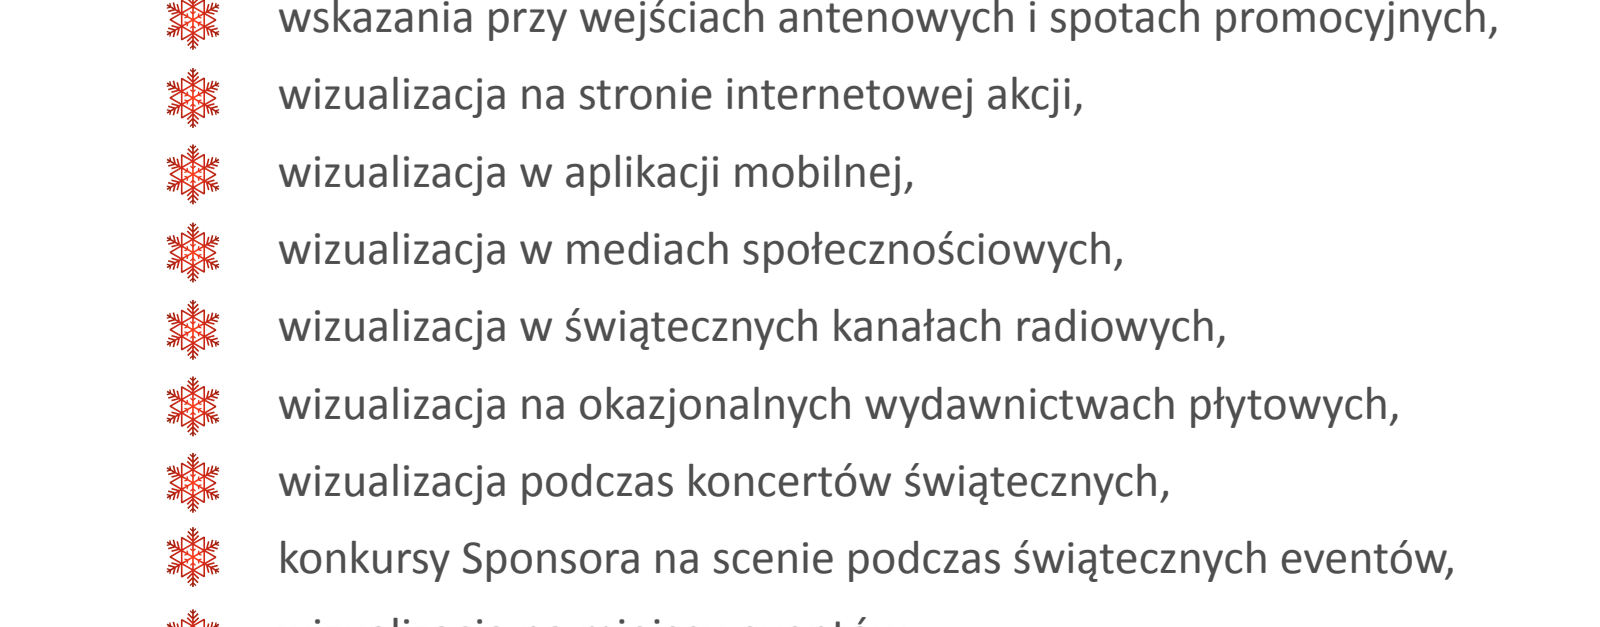 wskazania przy wejściach antenowych i spotach promocyjnych,
wizualizacja na stronie internetowej akcji,
wizualizacja w aplikacji mobilnej,
wizualizacja w mediach społecznościowych,
wizualizacja w świątecznych kanałach radiowych,
wizualizacja na okazjonalnych wydawnictwach płytowych,
wizualizacja podczas koncertów świątecznych,
konkursy Sponsora na scenie podczas świątecznych eventów,